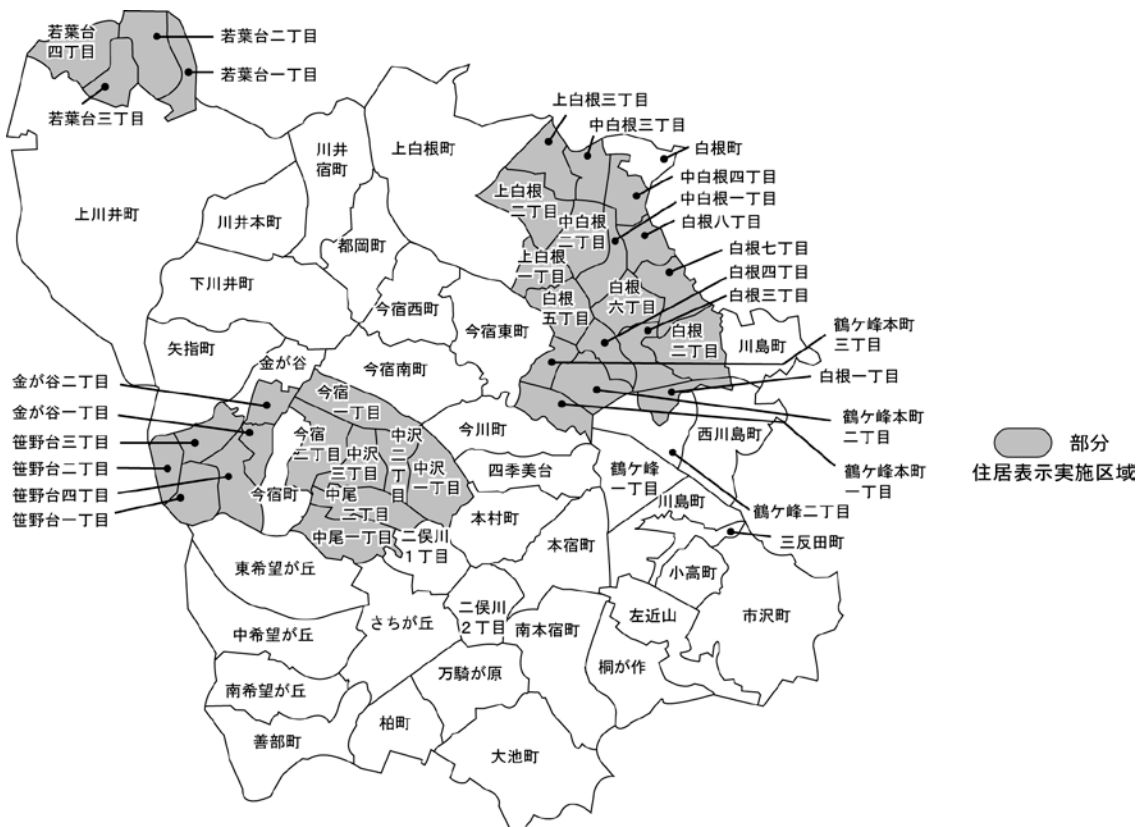 若葉台
四丁目
若葉台二丁目
若葉台一丁目
若葉台三丁目
上白根三丁目
中白根三丁目
白根町
川井
宿町
上白根町
中白根四丁目
上川井町
川井本町
上白根
二丁目
中白根
二丁目
中白根一丁目
白根八丁目
都岡町
上白根
一丁目
白根七丁目
白根四丁目
下川井町
今宿西町
白根
五丁目
白根
六丁目
白根三丁目
矢指町
今宿東町
白根
二丁目
川島町
鶴ケ峰本町
三丁目
金が谷
今宿南町
白根一丁目
金が谷二丁目
今宿
一丁目
金が谷一丁目
鶴ケ峰本町
二丁目
笹野台三丁目
今宿
二丁目
中沢
三丁目
中沢
二丁目
中沢
一丁目
今川町
西川島町
部分
住居表示実施区域
笹野台二丁目
四季美台
鶴ケ峰
一丁目
鶴ケ峰本町
一丁目
笹野台四丁目
今宿町
中尾
二丁目
川島町
笹野台一丁目
本村町
鶴ケ峰二丁目
中尾一丁目
二俣川
1丁目
本宿町
三反田町
東希望が丘
小高町
中希望が丘
さちが丘
二俣川
2丁目
南本宿町
左近山
市沢町
南希望が丘
万騎が原
桐が作
善部町
柏町
大池町